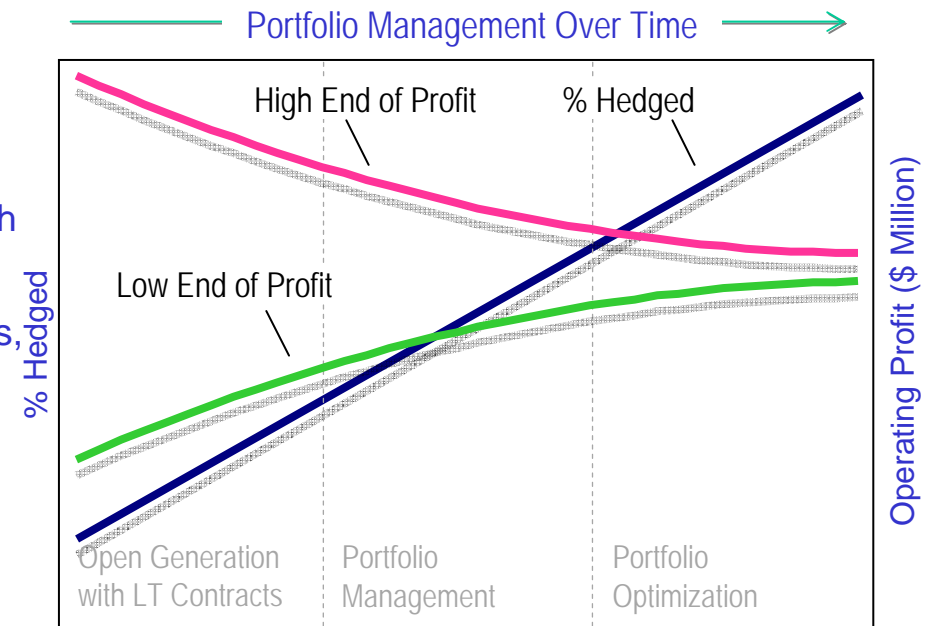 Portfolio Management Over Time
High End of Profit
% Hedged
Low End of Profit
% Hedged
Operating Profit ($ Million)
Open Generation
with LT Contracts
Portfolio
Management
Portfolio
Optimization